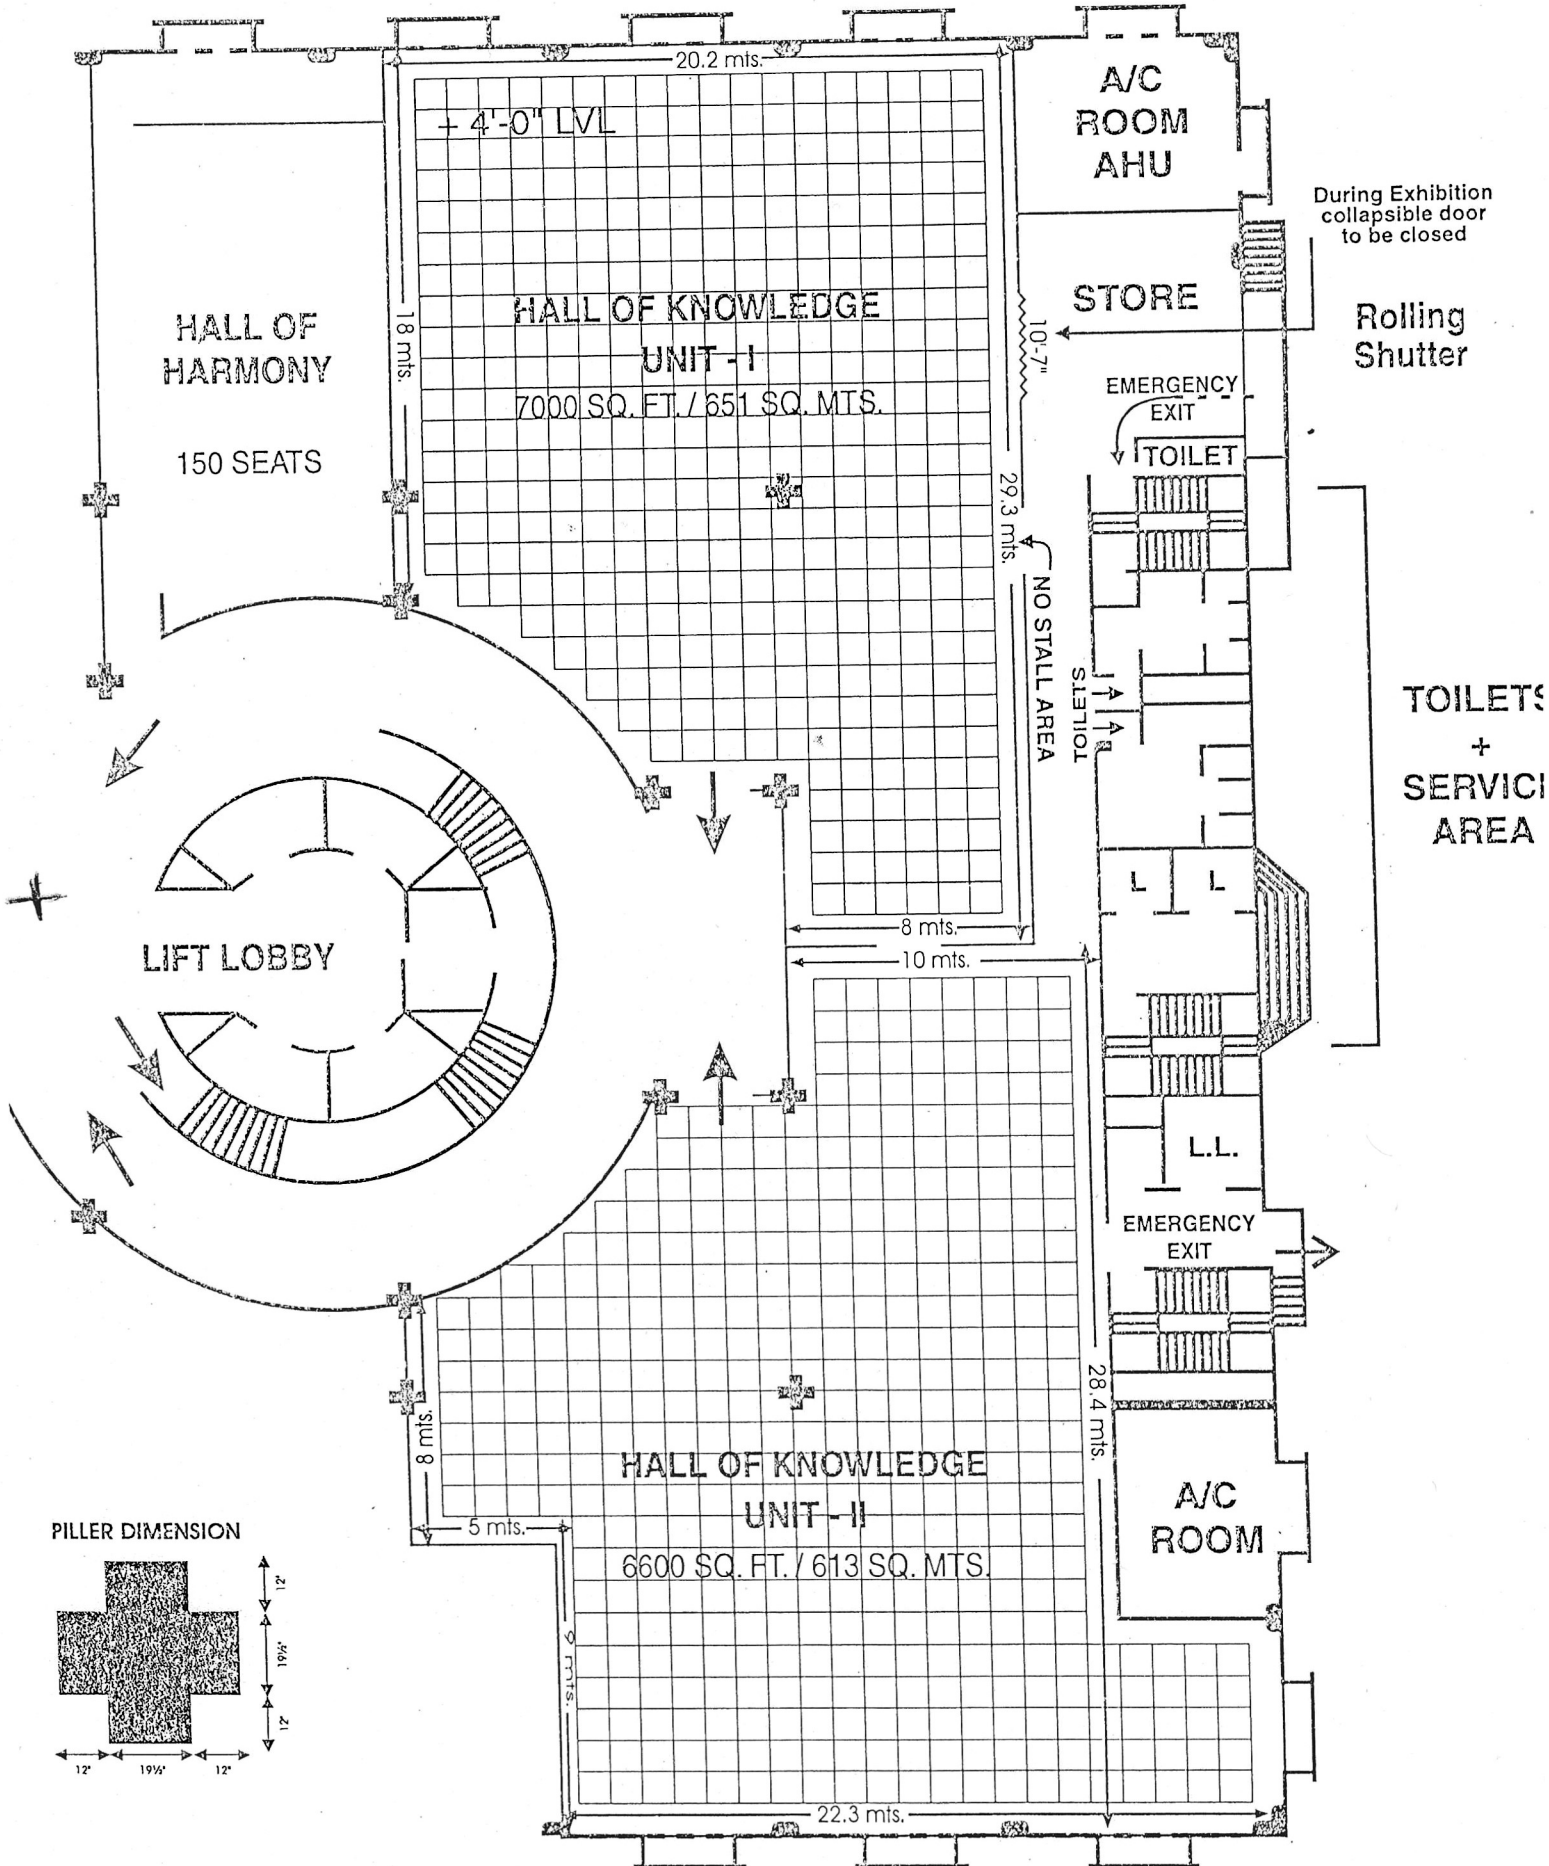 20.2 mts.
+ 4'-0" LVL
A/C
ROOM
AHU
During Exhibition
collapsible door
to be closed
Rolling
Shutter
STORE
10'-7"
HALL OF
HARMONY
150 SEATS
18 mts.
HALL OF KNOWLEDGE
UNIT - I
7000 SQ. FT. / 651 SQ. MTS.
EMERGENCY
EXIT
TOILET
29.3 mts.
NO STALL AREA
TOILETS
TOILETS
+
SERVICE
AREA
L
L
LIFT LOBBY
8 mts.
10 mts.
L.L.
EMERGENCY
EXIT
28.4 mts.
8 mts.
HALL OF KNOWLEDGE
UNIT - II
6600 SQ. FT. / 613 SQ. MTS.
5 mts.
9 mts.
A/C
ROOM
PILLER DIMENSION
12"
19½"
12"
12"
19½"
12"
22.3 mts.